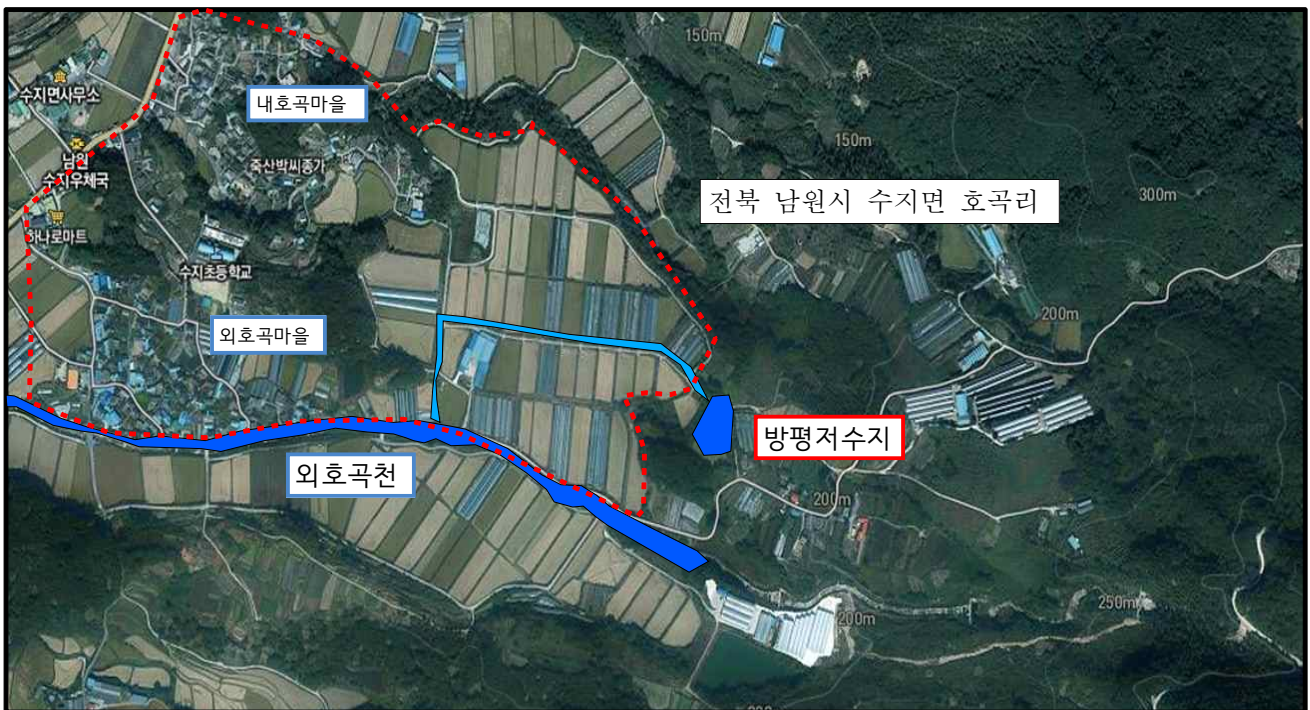 150m
수지면사무소
내호곡마을
150m
남원
수지우체국
죽산박씨종가
전북 남원시 수지면 호곡리
300m
하나로마트
수지초등학교
200m
외호곡마을
방평저수지
외호곡천
200m
250m
200m